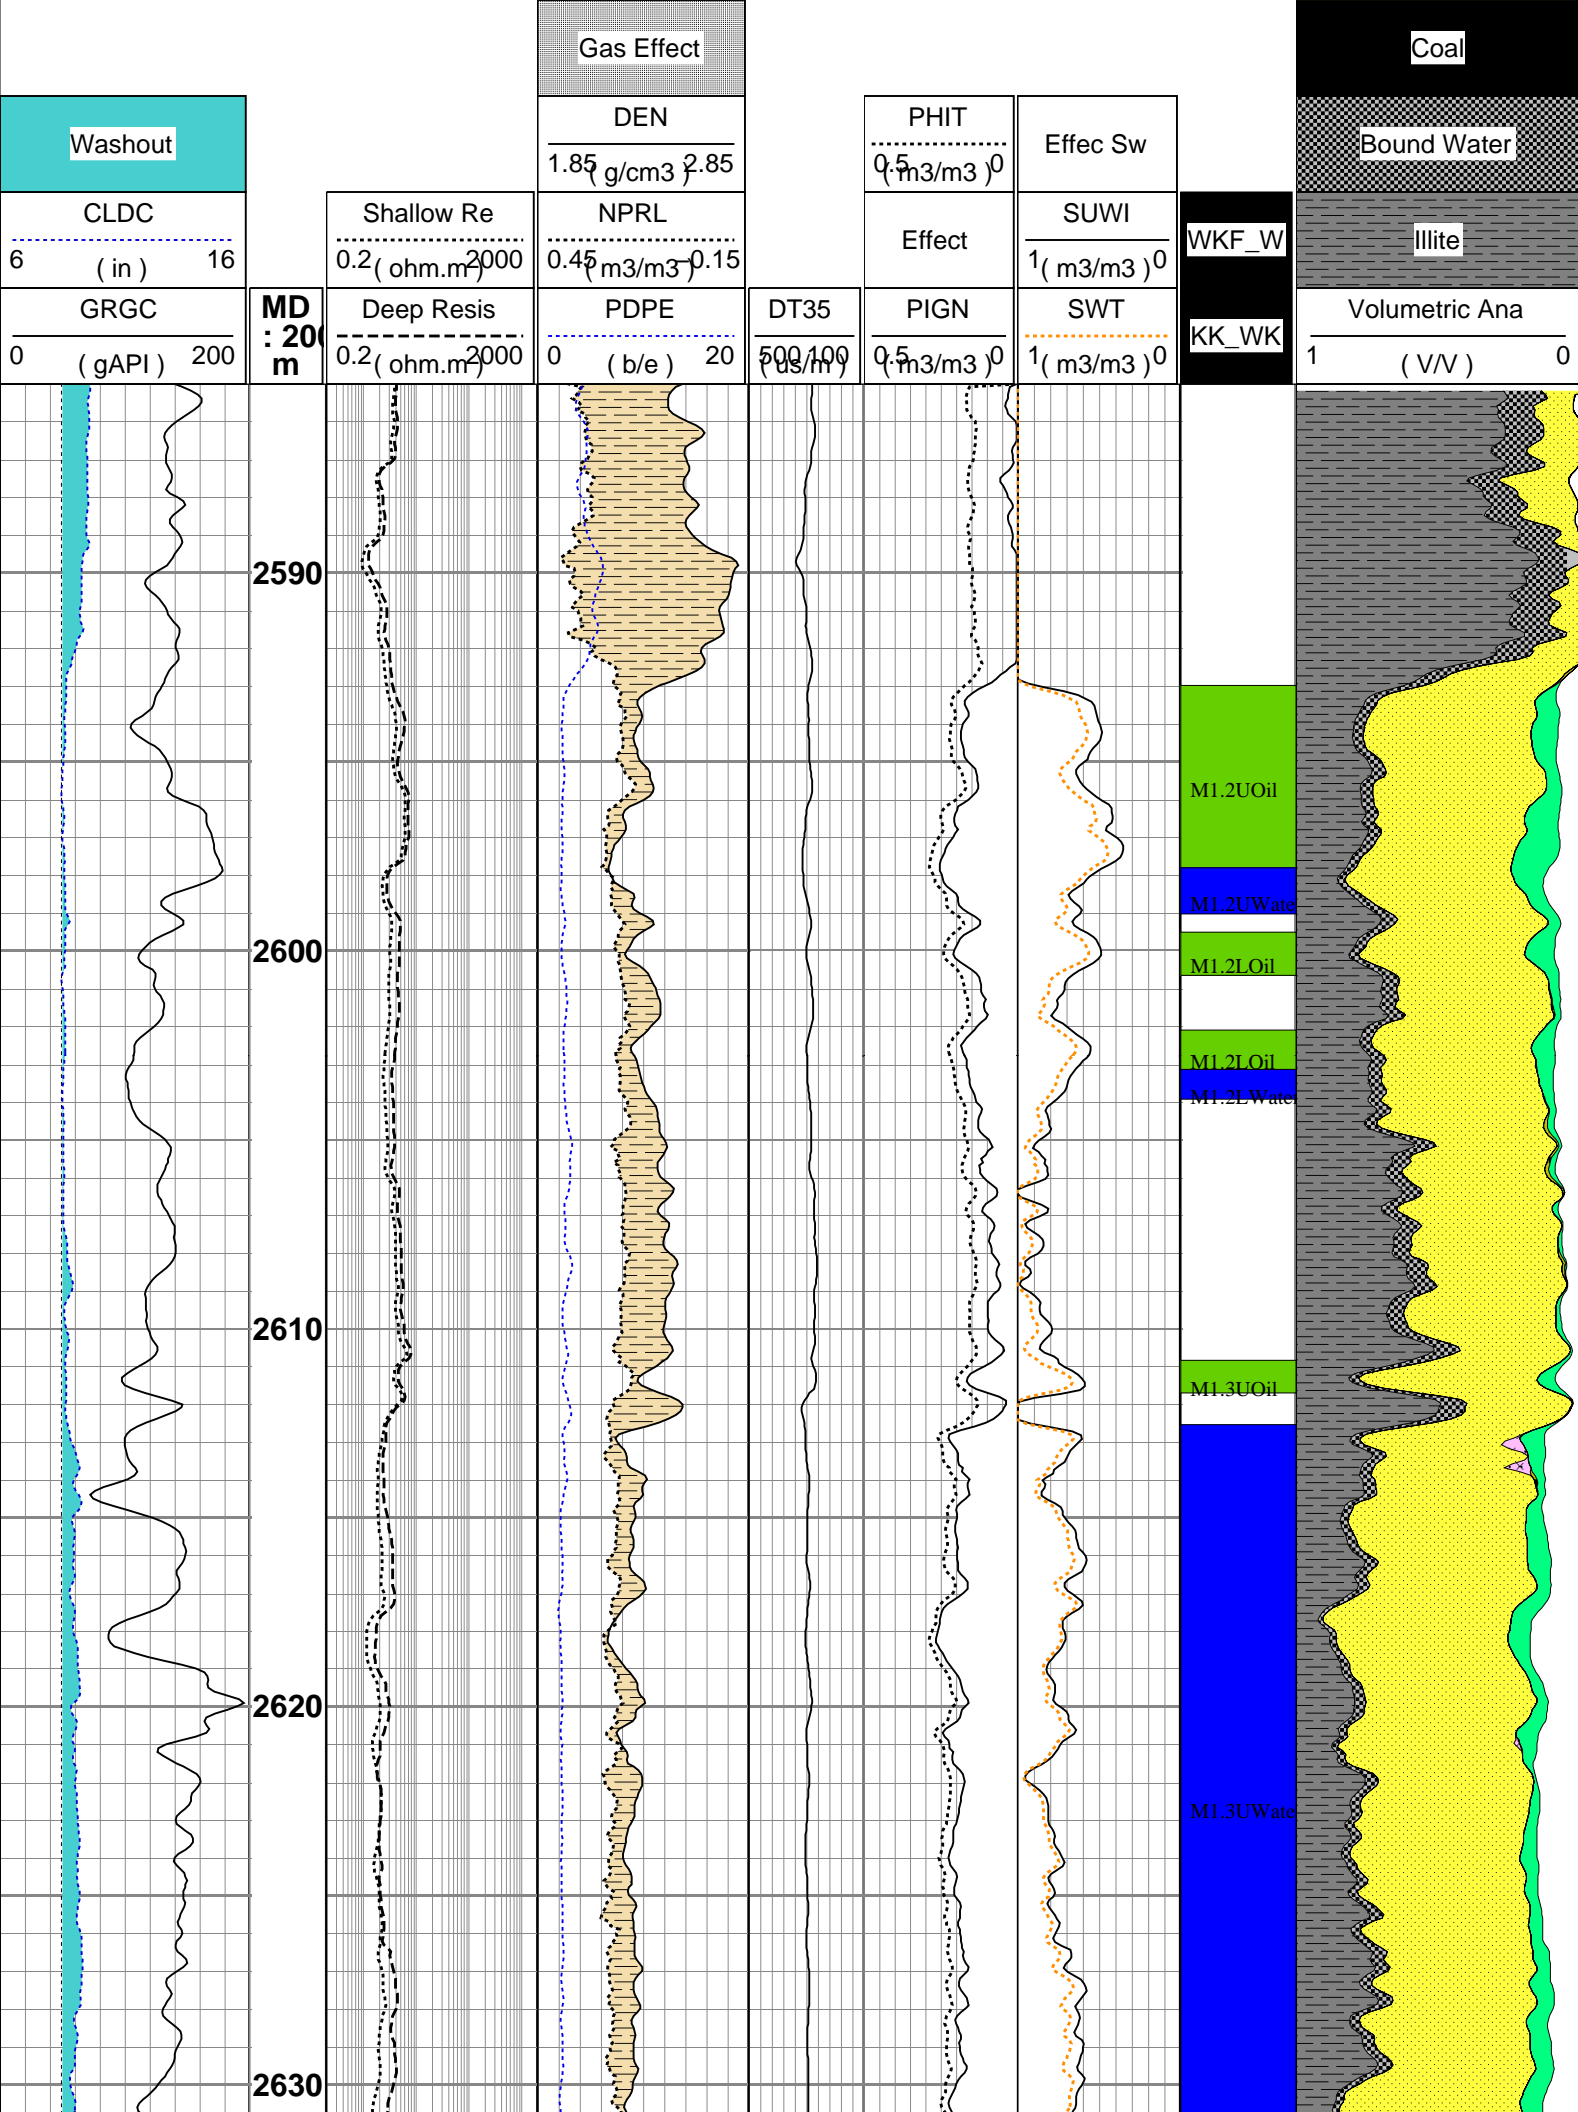 Gas Effect
Coal
Washout
DEN
1.85 ( g/cm3 ) 2.85
PHIT
0.5 ( m3/m3 ) 0
Effec Sw
Bound Water
CLDC
6 ( in ) 16
Shallow Re
0.2 ( ohm.m ) 2000
NPRL
0.45 ( m3/m3 ) -0.15
Effect
SUWI
1 ( m3/m3 ) 0
WKF_W
Illite
GRGC
0 ( gAPI ) 200
MD
: 200
m
Deep Resis
0.2 ( ohm.m ) 2000
PDPE
0 ( b/e ) 20
DT35
500 ( us/m ) 100
PIGN
0.5 ( m3/m3 ) 0
SWT
1 ( m3/m3 ) 0
KK_WK
Volumetric Ana
1 ( V/V ) 0
2590
M1.2UOil
M1.2UWate
2600
M1.2LOil
M1.2LOil
M1.2LWate
2610
M1.3UOil
2620
M1.3UWate
2630